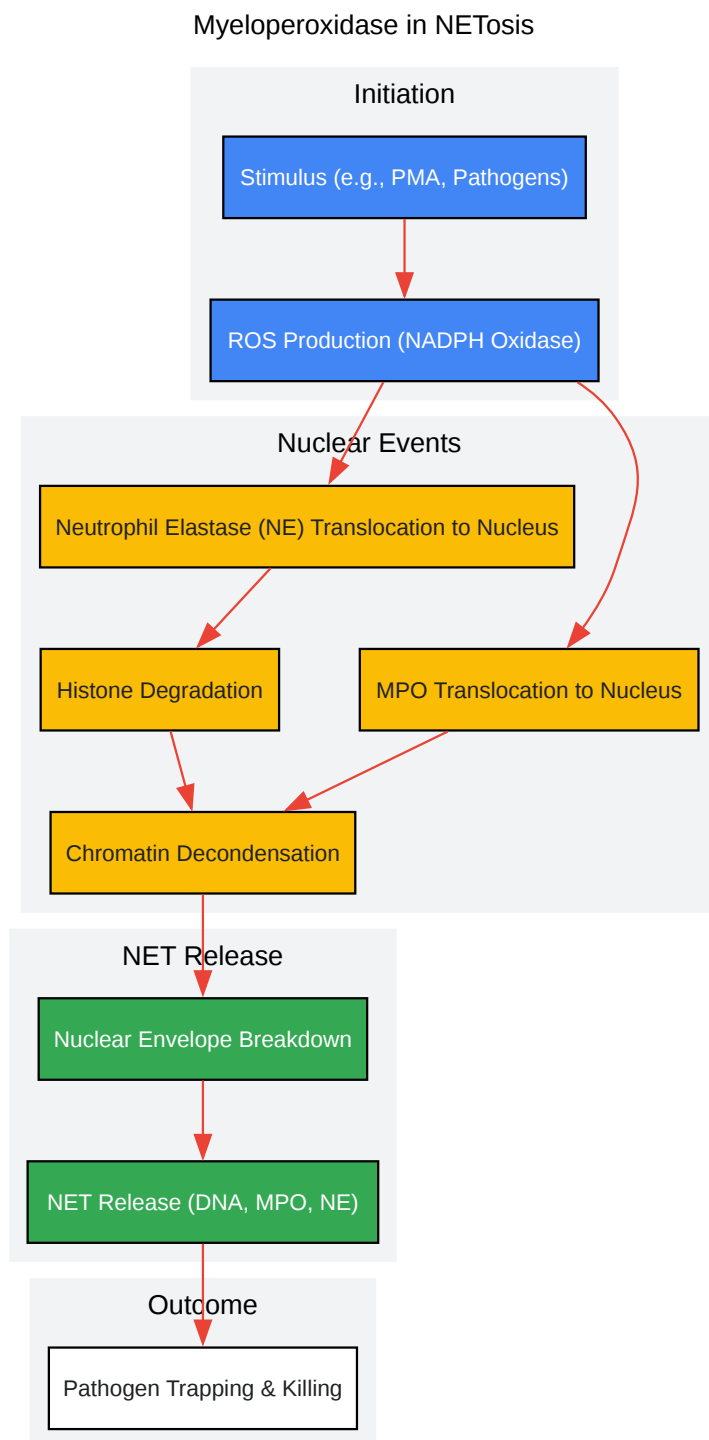 Myeloperoxidase in NETosis
Initiation
Stimulus (e.g., PMA, Pathogens)
ROS Production (NADPH Oxidase)
Nuclear Events
Neutrophil Elastase (NE) Translocation to Nucleus
Histone Degradation
MPO Translocation to Nucleus
Chromatin Decondensation
NET Release
Nuclear Envelope Breakdown
NET Release (DNA, MPO, NE)
Outcome
Pathogen Trapping & Killing